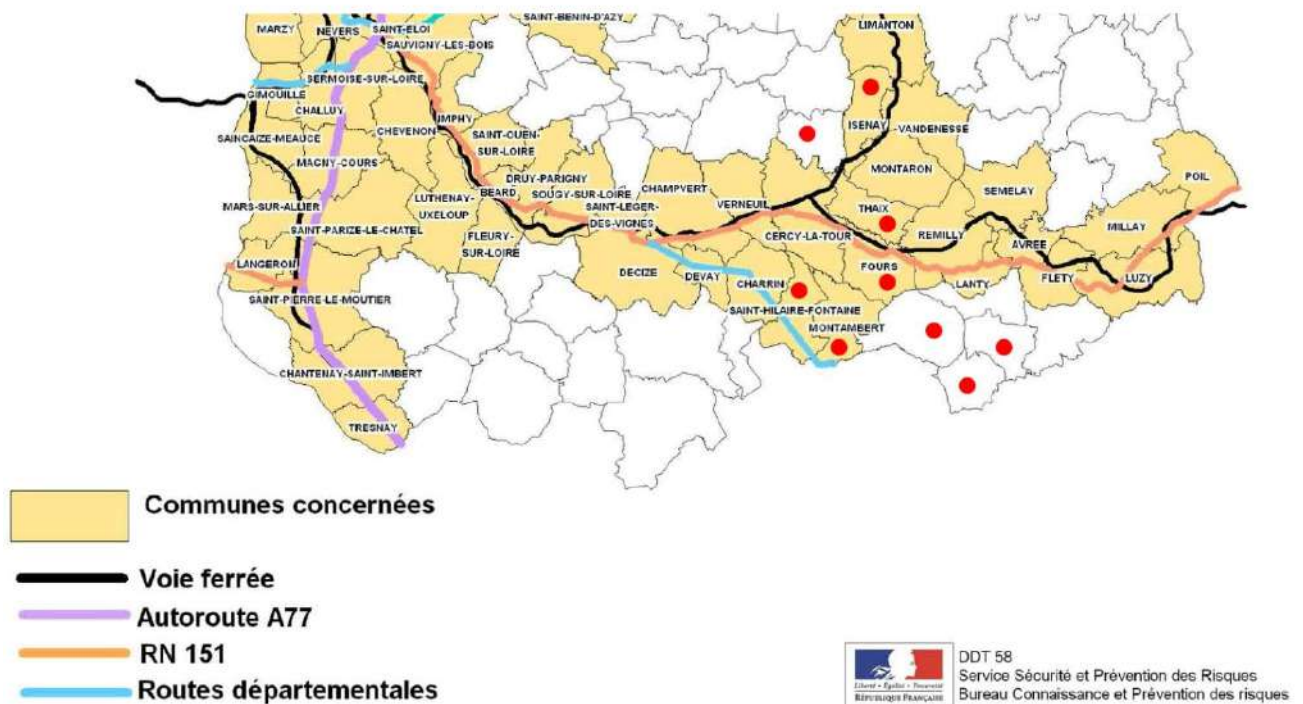 SAINT-BENIN-D'AZY
LIMANTON
MARZY
NEVERS
SAINT-ELOI
SAUVIGNY-LES-BOIS
SERMOISE-SUR-LOIRE
GIMOUILLE
CHALLUY
IMPHY
CHEVENON
SAINT-OUEN-
SUR-LOIRE
ISENAY
VANDENESSE
SAINCAIZE-MEAUCE
MAGNY-COURS
MONTARON
POIL
DRUY-PARIGNY
CHAMPVERT
SEMELAY
LUTHENAY-
UXELOUP
BEARD
SOUGY-SUR-LOIRE
SAINT-LEGER-
DES-VIGNES
VERNEUIL
THAIX
MARS-SUR-ALLIER
MILLAY
SAINT-PARIZE-LE-CHATEL
FLEURY-
SUR-LOIRE
CERCY-LA-TOUR
REMILLY
AVREE
LANGERON
FOURS
DECIZE
DEVAY
CHARRIN
LANTY
FLETY
LUZY
SAINT-PIERRE-LE-MOUTIER
SAINT-HILAIRE-FONTAINE
MONTAMBERT
CHANTENAY-SAINT-IMBERT
TRESNAY
Communes concernées
Voie ferrée
Autoroute A77
RN 151
Routes départementales
Liberté • Égalité • Fraternité
RÉPUBLIQUE FRANÇAISE
DDT 58
Service Sécurité et Prévention des Risques
Bureau Connaissance et Prévention des risques